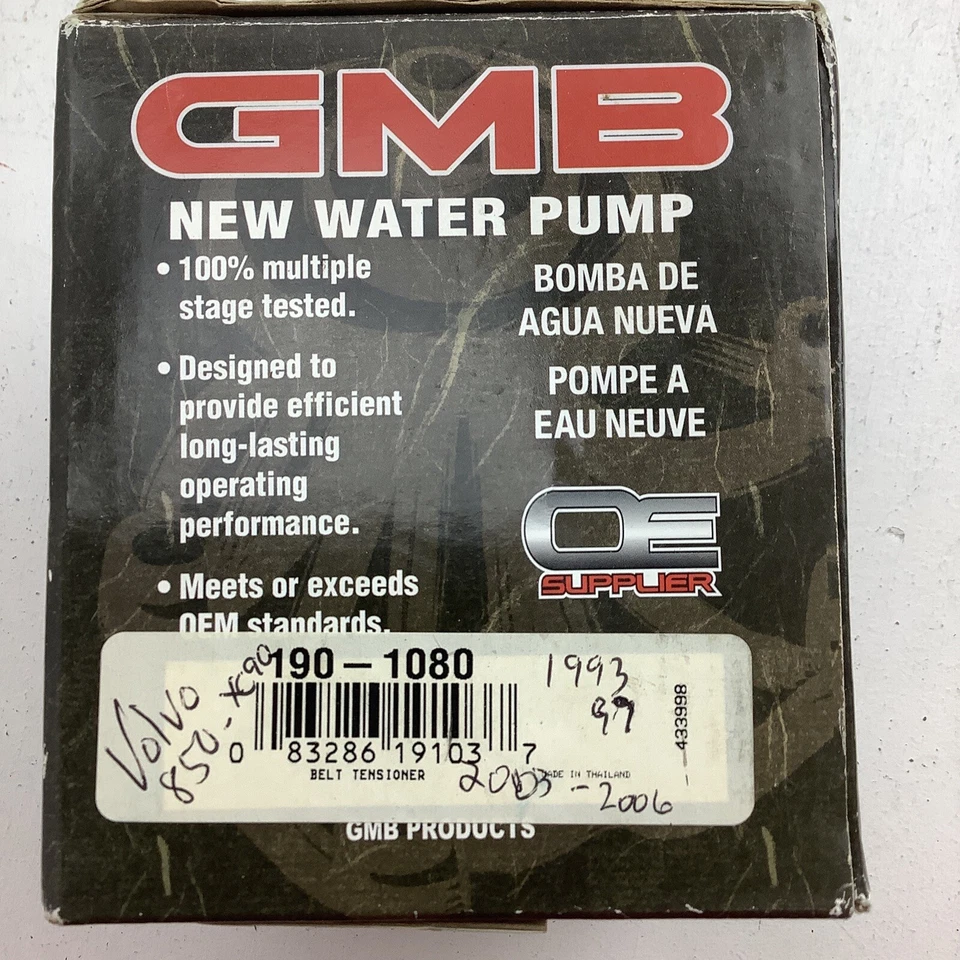 GMB
NEW WATER PUMP
• 100% multiple
stage tested.
• Designed to
provide efficient
long-lasting
operating
performance.
• Meets or exceeds
OEM standards.
BOMBA DE
AGUA NUEVA
POMPE A
EAU NEUVE
OE
SUPPLIER
190-1080
Volvo
850-XC90
1993
97
0 83286 19103 7
BELT TENSIONER
MADE IN THAILAND
2003-2006
433998
GMB PRODUCTS